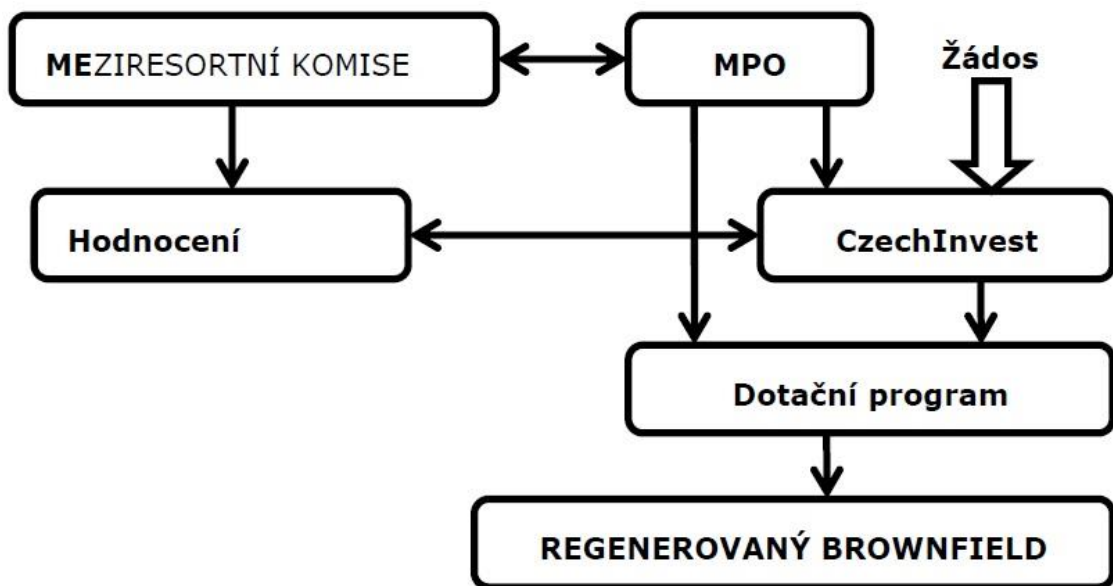 MEZIRESORTNÍ KOMISE
MPO
Žádos
Hodnocení
CzechInvest
Dotační program
REGENEROVANÝ BROWNFIELD